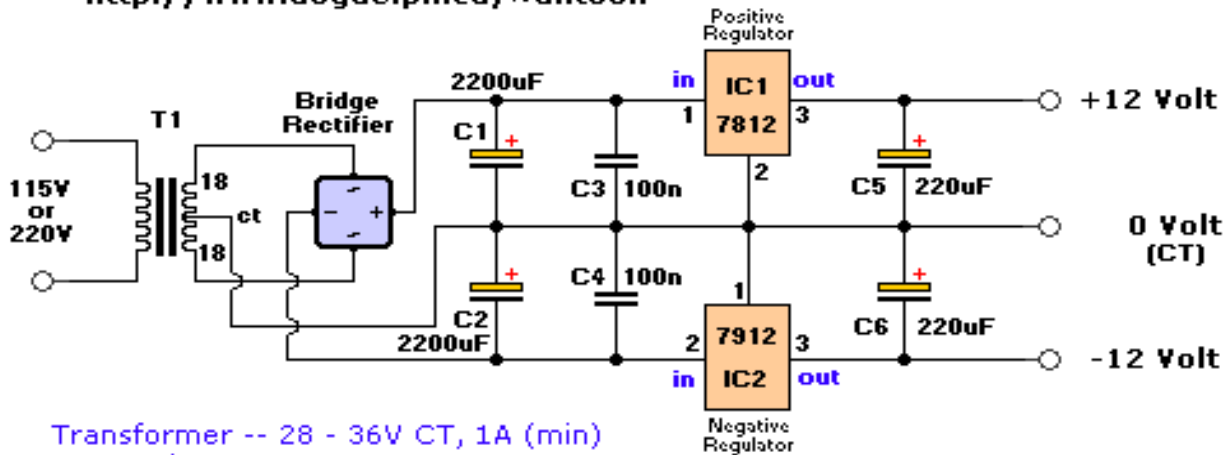 Positive
Regulator
2200uF
in
IC1
out
Bridge
Rectifier
T1
C1
+
1
7812
3
+12 Volt
+
115V
or
220V
18
ct
18
-
+
C3
100n
2
C5
220uF
0 Volt
(CT)
+
C4
100n
1
+
C2
2200uF
2
7912
3
C6
220uF
-12 Volt
in
IC2
out
Negative
Regulator
Transformer -- 28 - 36V CT, 1A (min)